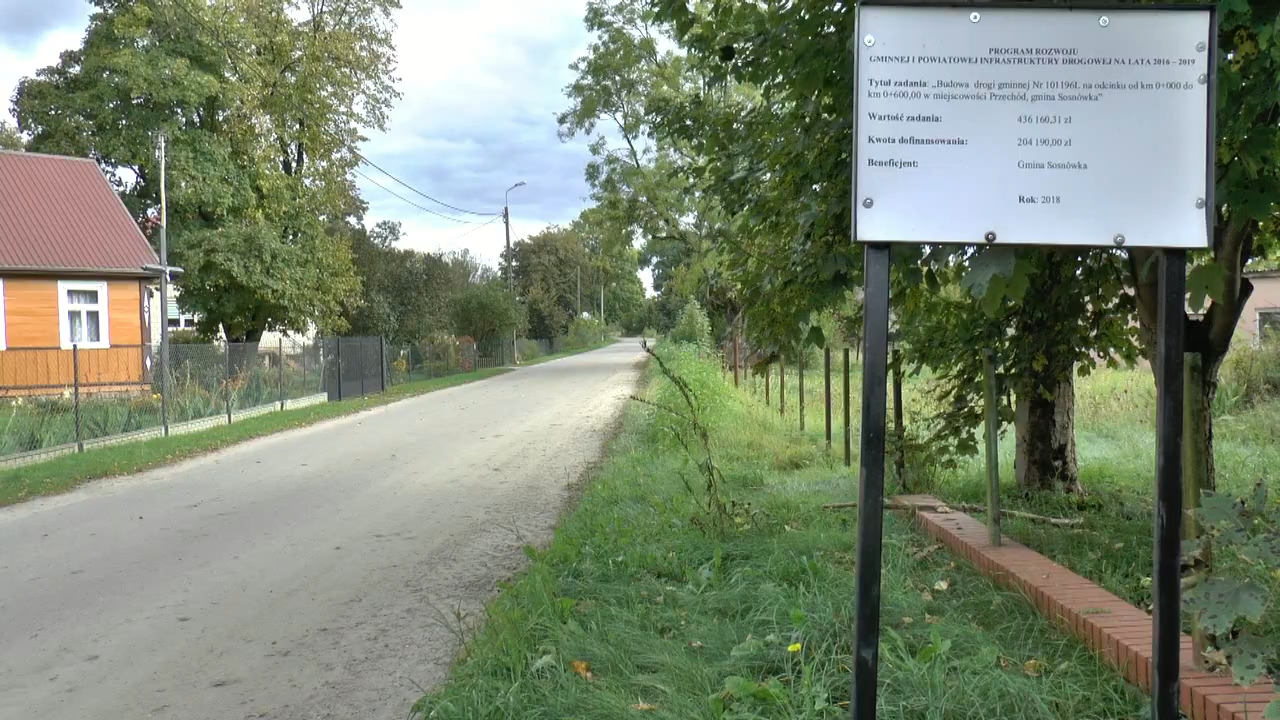 PROGRAM ROZWOJU
GMINNEJ I POWIATOWEJ INFRASTRUKTURY DROGOWEJ NA LATA 2016 – 2019
Tytuł zadania: „Budowa drogi gminnej Nr 101196L na odcinku od km 0+000 do
km 0+600,00 w miejscowości Przechód, gmina Sosnówka”
Wartość zadania: 436 160,31 zł
Kwota dofinansowania: 204 190,00 zł
Beneficjent: Gmina Sosnówka
Rok: 2018